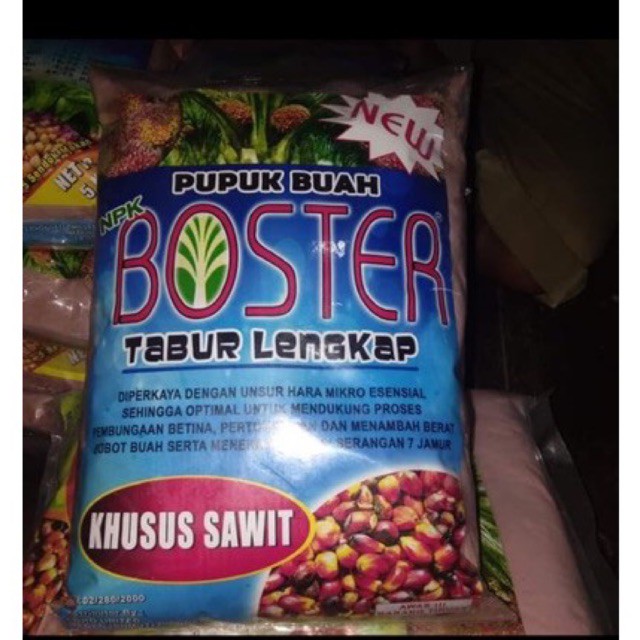 NEW
PUPUK BUAH
NPK
BOSTER
TABUR LENGKAP
DIPERKAYA DENGAN UNSUR HARA MIKRO ESENSIAL
SEHINGGA OPTIMAL UNTUK MENDUKUNG PROSES
PEMBUNGAAN BETINA, DAN MENAMBAH BERAT
BOBOT BUAH SERTA SERANGAN 7 JAMUR
KHUSUS SAWIT
AWAS !!!